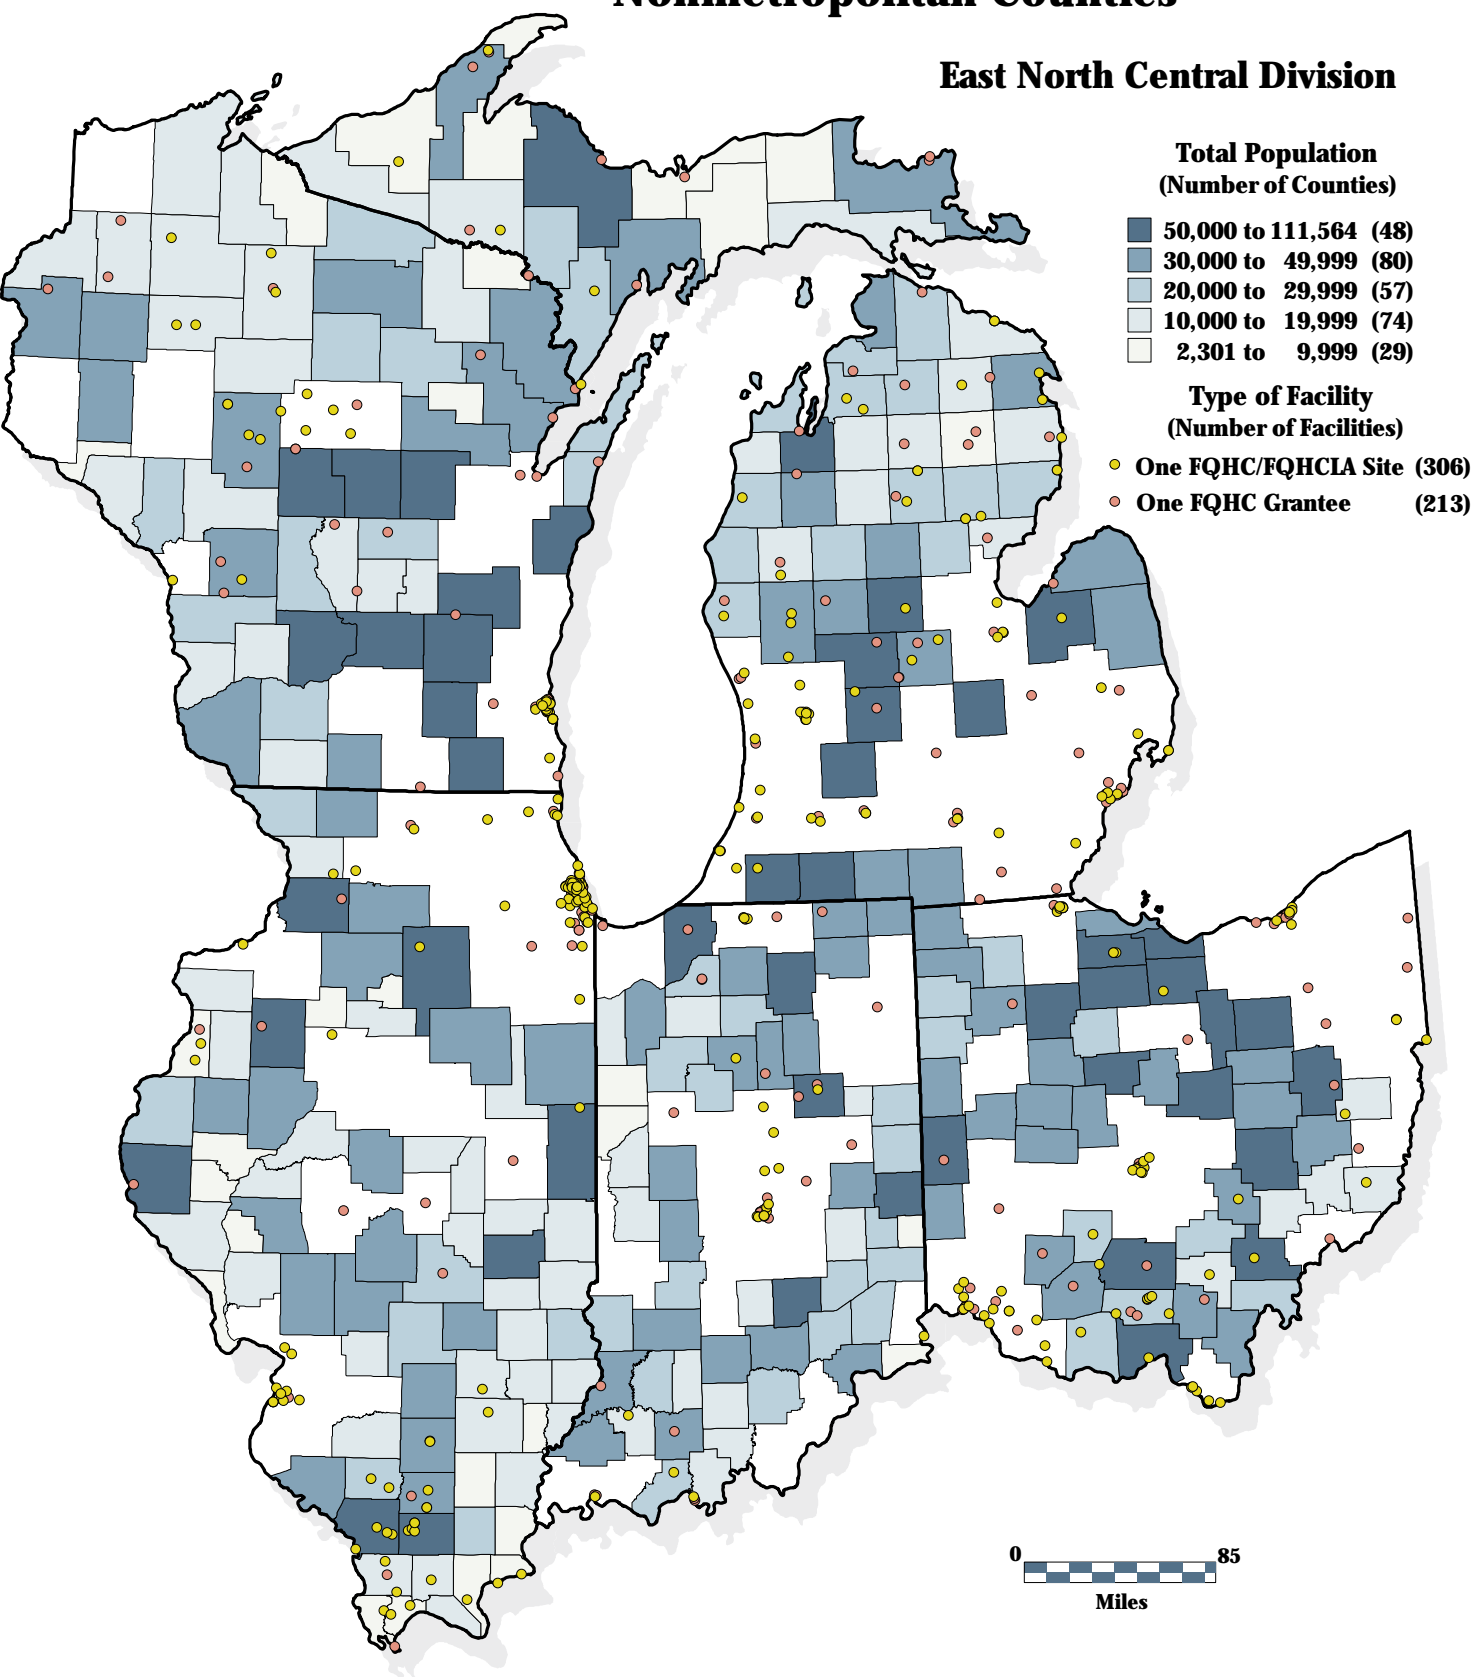 Nonmetropolitan Counties
East North Central Division
Total Population
(Number of Counties)
50,000 to 111,564 (48)
30,000 to 49,999 (80)
20,000 to 29,999 (57)
10,000 to 19,999 (74)
2,301 to 9,999 (29)
Type of Facility
(Number of Facilities)
One FQHC/FQHCLA Site (306)
One FQHC Grantee (213)
0 85
Miles